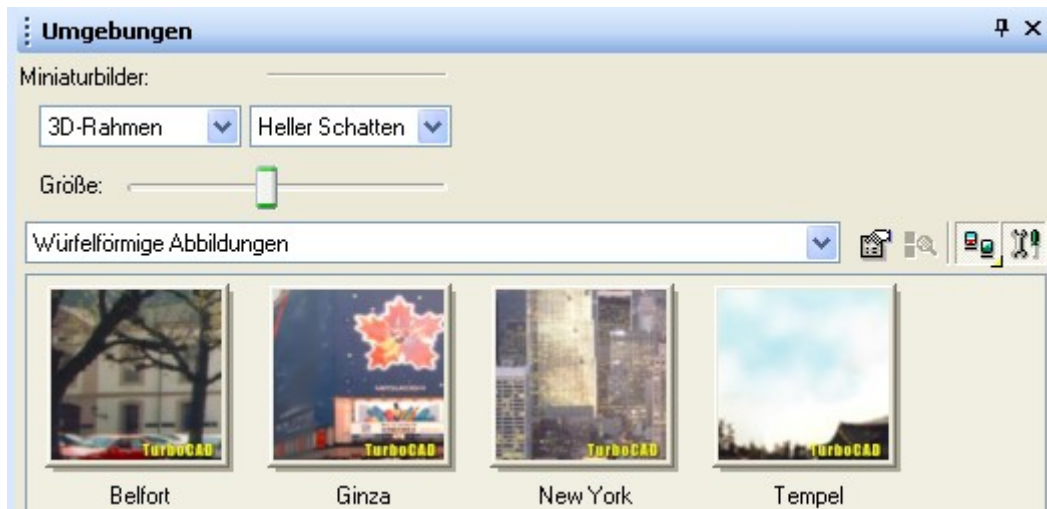 Umgebungen
Miniaturbilder:
3D-Rahmen Heller Schatten
Größe:
Würfelförmige Abbildungen
TurboCAD TurboCAD TurboCAD TurboCAD
Belfort Ginza New York Tempel